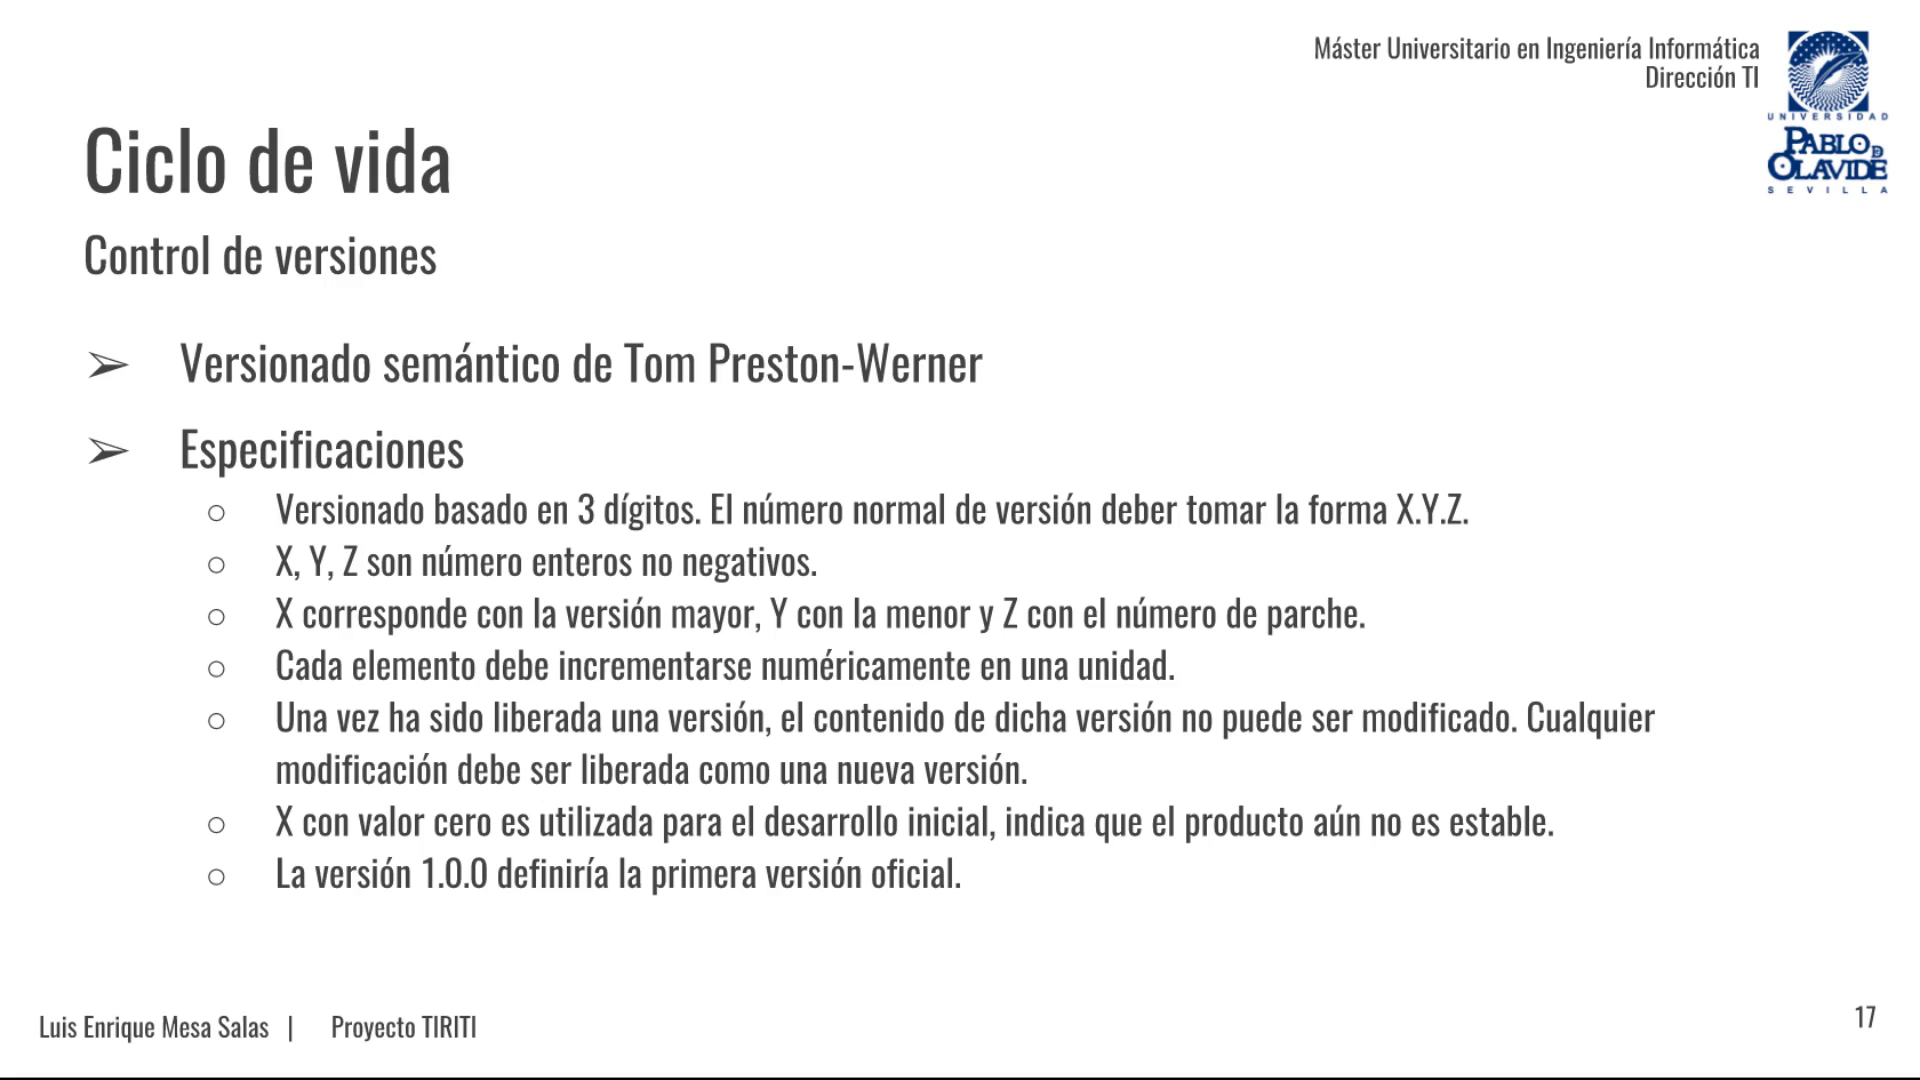 Máster Universitario en Ingeniería Informática
Dirección TI
UNIVERSIDAD
PABLO DE
OLAVIDE
SEVILLA
Ciclo de vida
Control de versiones
➢ Versionado semántico de Tom Preston-Werner
➢ Especificaciones
○ Versionado basado en 3 dígitos. El número normal de versión deber tomar la forma X.Y.Z.
○ X, Y, Z son número enteros no negativos.
○ X corresponde con la versión mayor, Y con la menor y Z con el número de parche.
○ Cada elemento debe incrementarse numéricamente en una unidad.
○ Una vez ha sido liberada una versión, el contenido de dicha versión no puede ser modificado. Cualquier
modificación debe ser liberada como una nueva versión.
○ X con valor cero es utilizada para el desarrollo inicial, indica que el producto aún no es estable.
○ La versión 1.0.0 definiría la primera versión oficial.
Luis Enrique Mesa Salas | Proyecto TIRITI
17